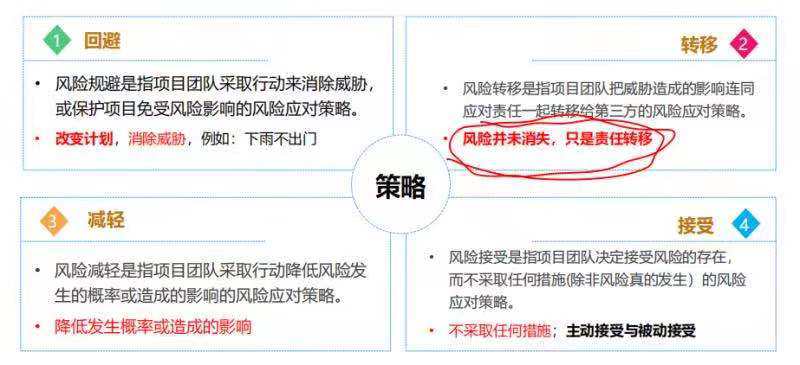 1 回避
• 风险规避是指项目团队采取行动来消除威胁,
或保护项目免受风险影响的风险应对策略。
• 改变计划,消除威胁,例如:下雨不出门
转移 2
• 风险转移是指项目团队把威胁造成的影响连同
应对责任一起转移给第三方的风险应对策略。
• 风险并未消失,只是责任转移
策略
3 减轻
• 风险减轻是指项目团队采取行动降低风险发
生的概率或造成的影响的风险应对策略。
• 降低发生概率或造成的影响
接受 4
• 风险接受是指项目团队决定接受风险的存在,
而不采取任何措施(除非风险真的发生)的风险
应对策略。
• 不采取任何措施;主动接受与被动接受